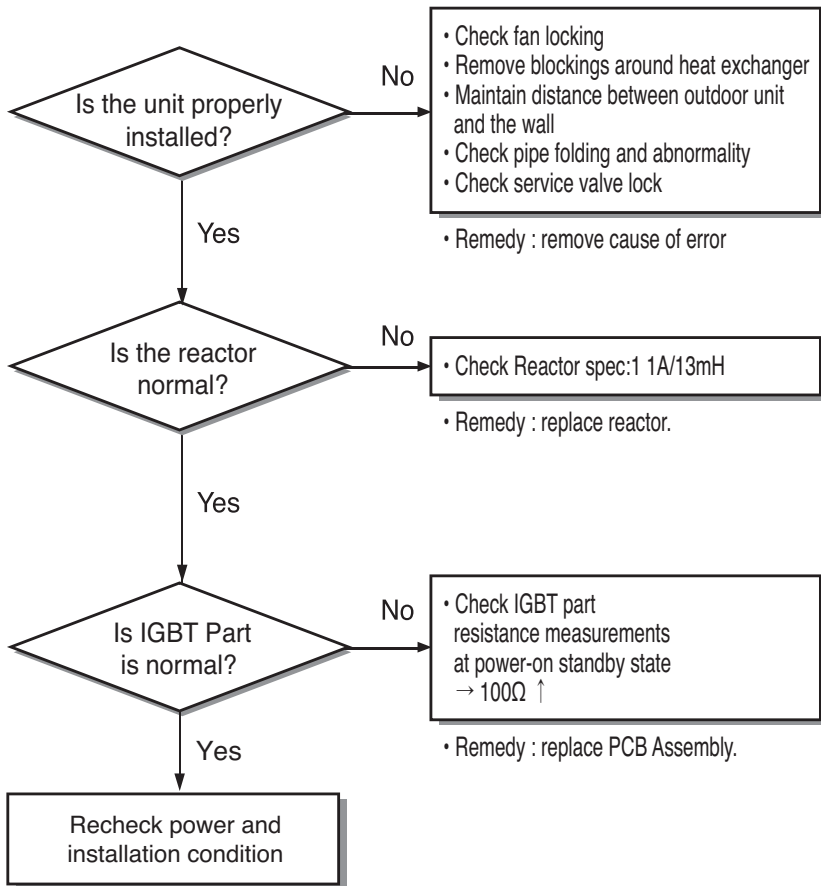 Is the unit properly
installed?
No
• Check fan locking
• Remove blockings around heat exchanger
• Maintain distance between outdoor unit
and the wall
• Check pipe folding and abnormality
• Check service valve lock
• Remedy : remove cause of error
Yes
Is the reactor
normal?
No
• Check Reactor spec:1 1A/13mH
• Remedy : replace reactor.
Yes
Is IGBT Part
is normal?
No
• Check IGBT part
resistance measurements
at power-on standby state
→ 100Ω ↑
• Remedy : replace PCB Assembly.
Yes
Recheck power and
installation condition